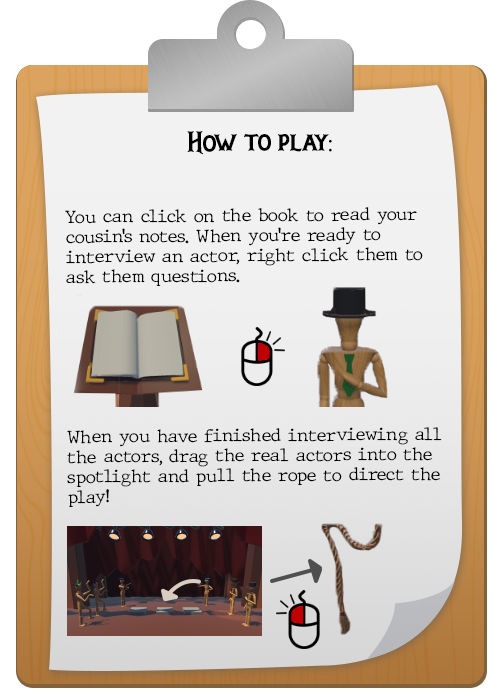 How to play:
You can click on the book to read your
cousin's notes. When you're ready to
interview an actor, right click them to
ask them questions.
When you have finished interviewing all
the actors, drag the real actors into the
spotlight and pull the rope to direct the
play!